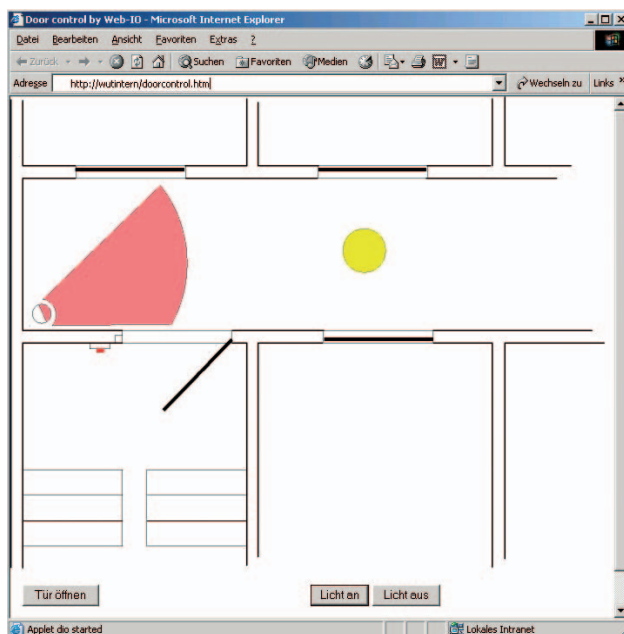 Door control by Web-IO - Microsoft Internet Explorer
Datei Bearbeiten Ansicht Favoriten Extras ?
Zurück Suchen Favoriten Medien W
Adresse http://wutintern/doorcontrol.htm Wechseln zu Links »
Tür öffnen Licht an Licht aus
Applet dio started Lokales Intranet